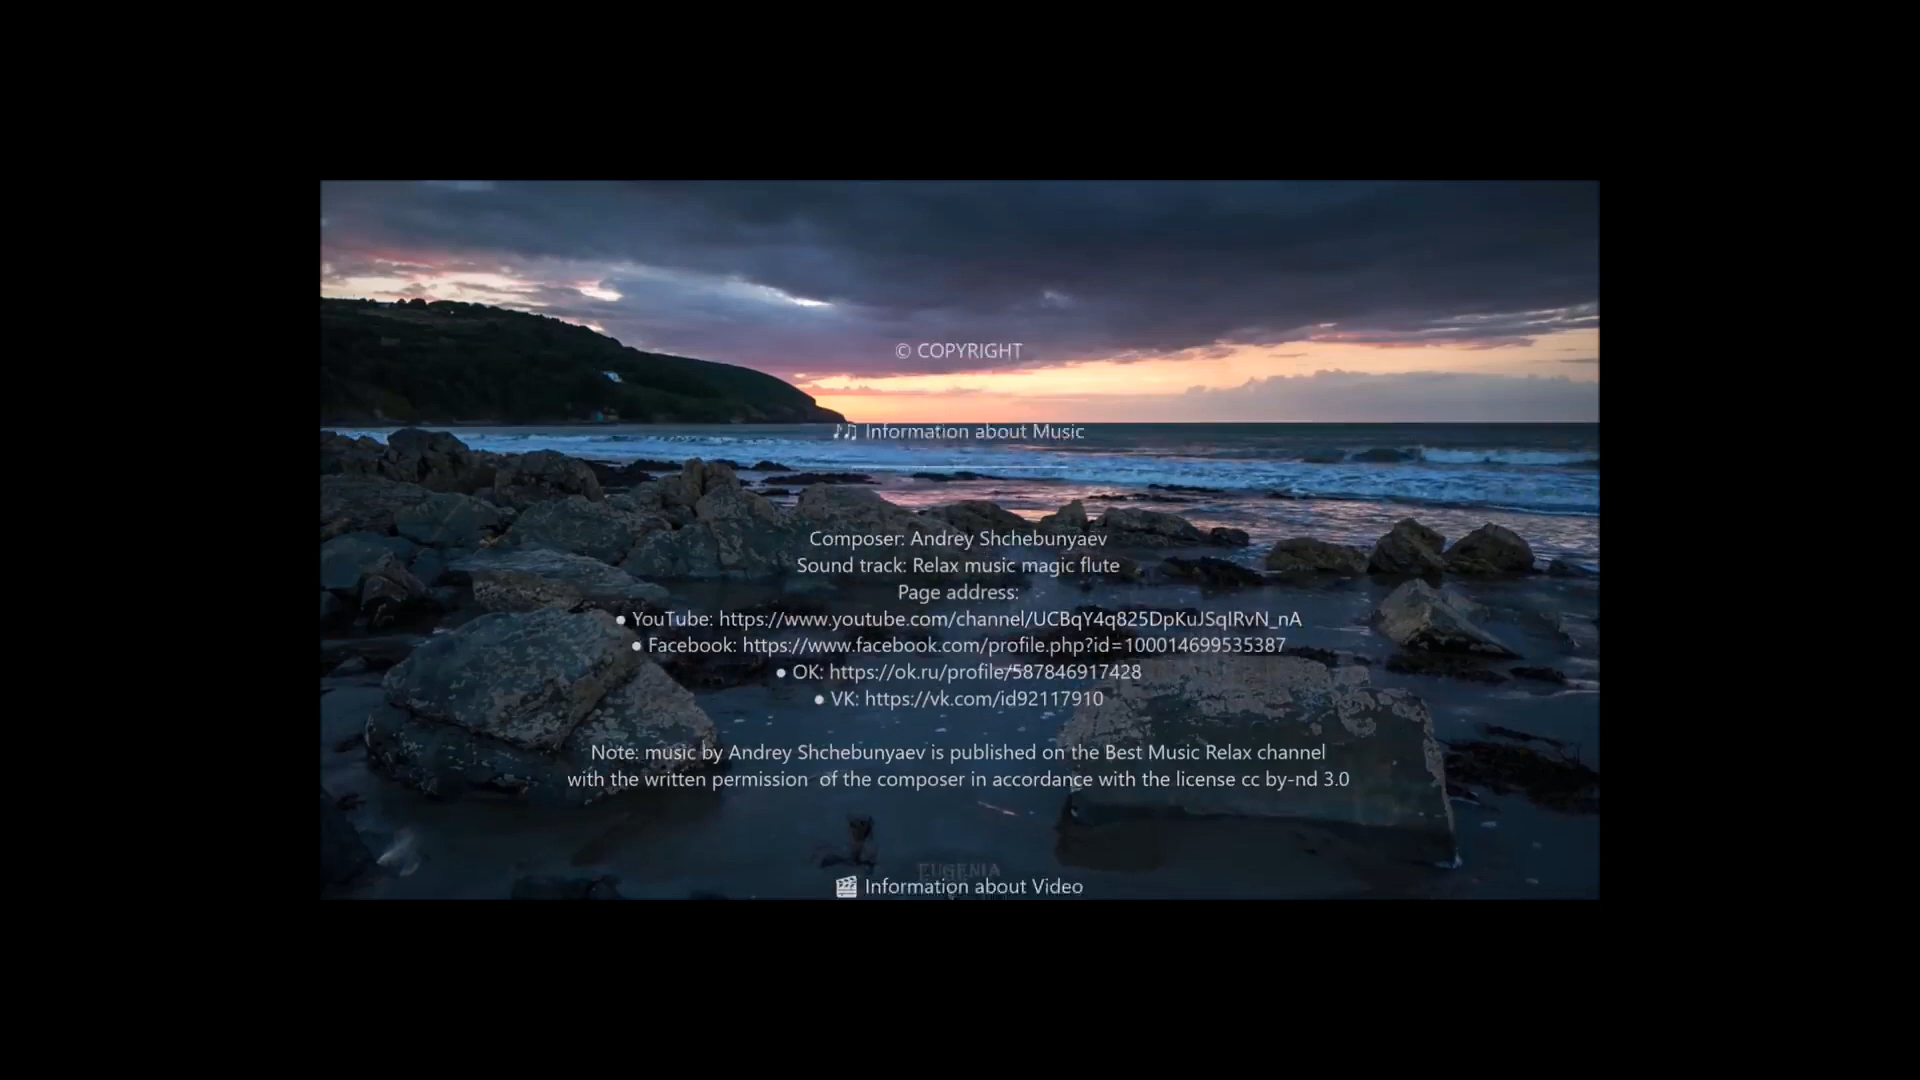 © COPYRIGHT
♪♫ Information about Music
Composer: Andrey Shchebunyaev
Sound track: Relax music magic flute
Page address:
● YouTube: https://www.youtube.com/channel/UCBqY4q825DpKuJSqIRvN_nA
● Facebook: https://www.facebook.com/profile.php?id=100014699535387
● OK: https://ok.ru/profile/587846917428
● VK: https://vk.com/id92117910
Note: music by Andrey Shchebunyaev is published on the Best Music Relax channel
with the written permission of the composer in accordance with the license cc by-nd 3.0
EUGENIA
🎬 Information about Video